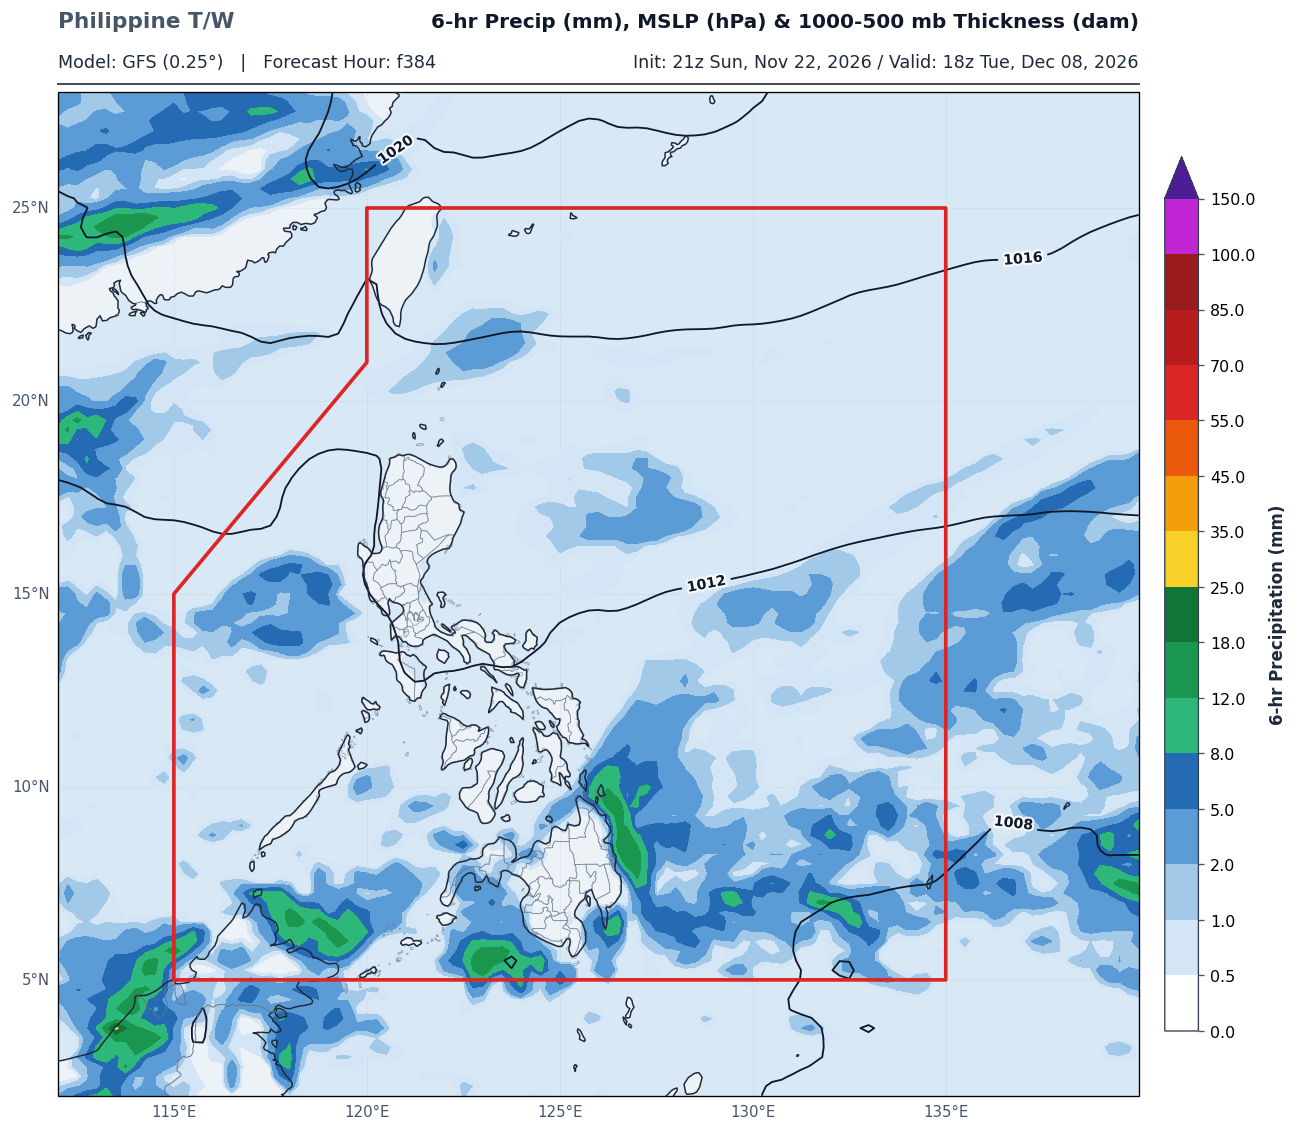 Philippine T/W
6-hr Precip (mm), MSLP (hPa) & 1000-500 mb Thickness (dam)
Model: GFS (0.25°) | Forecast Hour: f384
Init: 21z Sun, Nov 22, 2026 / Valid: 18z Tue, Dec 08, 2026
1020
1016
1012
1008
25°N
20°N
15°N
10°N
5°N
115°E
120°E
125°E
130°E
135°E
150.0
100.0
85.0
70.0
55.0
45.0
35.0
25.0
18.0
12.0
8.0
5.0
2.0
1.0
0.5
0.0
6-hr Precipitation (mm)